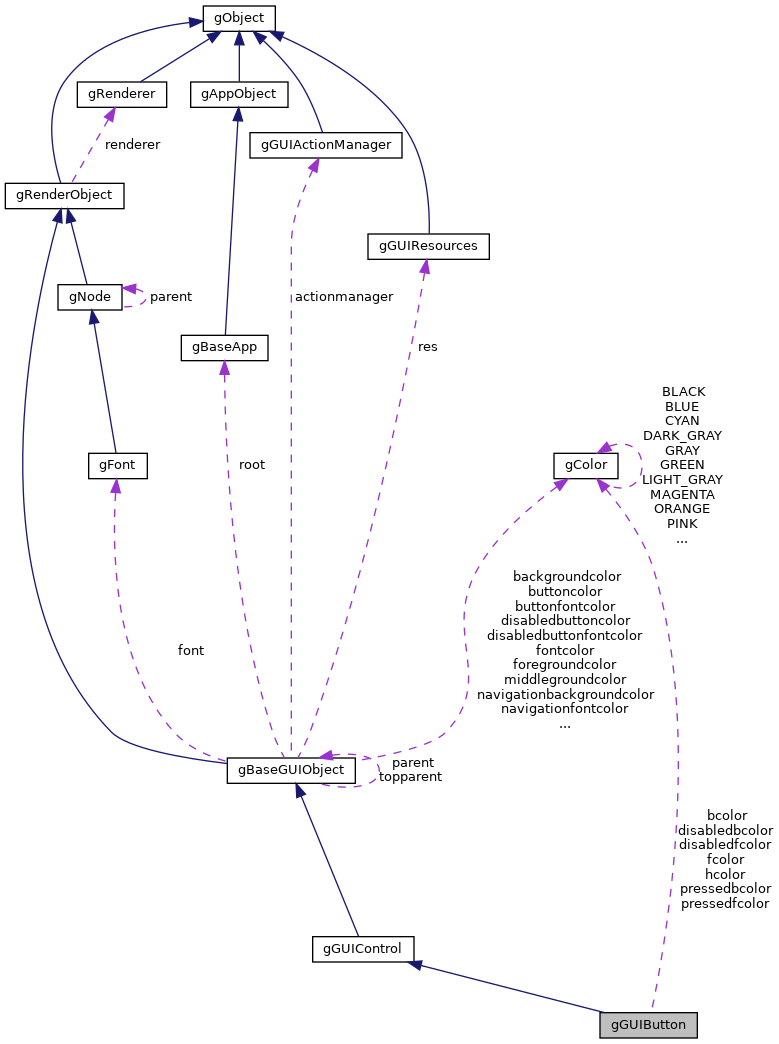 gObject
gRenderer
gAppObject
renderer
gGUIActionManager
gRenderObject
gGUIResources
gNode
parent
actionmanager
gBaseApp
res
BLACK
BLUE
CYAN
DARK_GRAY
GRAY
GREEN
LIGHT_GRAY
MAGENTA
ORANGE
PINK
...
gFont
root
gColor
backgroundcolor
buttoncolor
buttonfontcolor
disabledbuttoncolor
disabledbuttonfontcolor
fontcolor
foregroundcolor
middlegroundcolor
navigationbackgroundcolor
navigationfontcolor
...
font
gBaseGUIObject
parent
topparent
bcolor
disabledbcolor
disabledfcolor
fcolor
hcolor
pressedbcolor
pressedfcolor
gGUIControl
gGUIButton